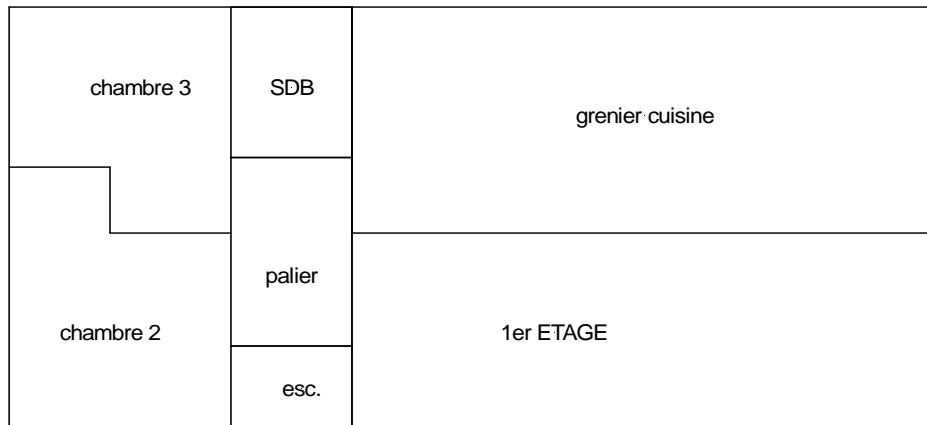 chambre 3
SDB
grenier cuisine
palier
chambre 2
1er ETAGE
esc.